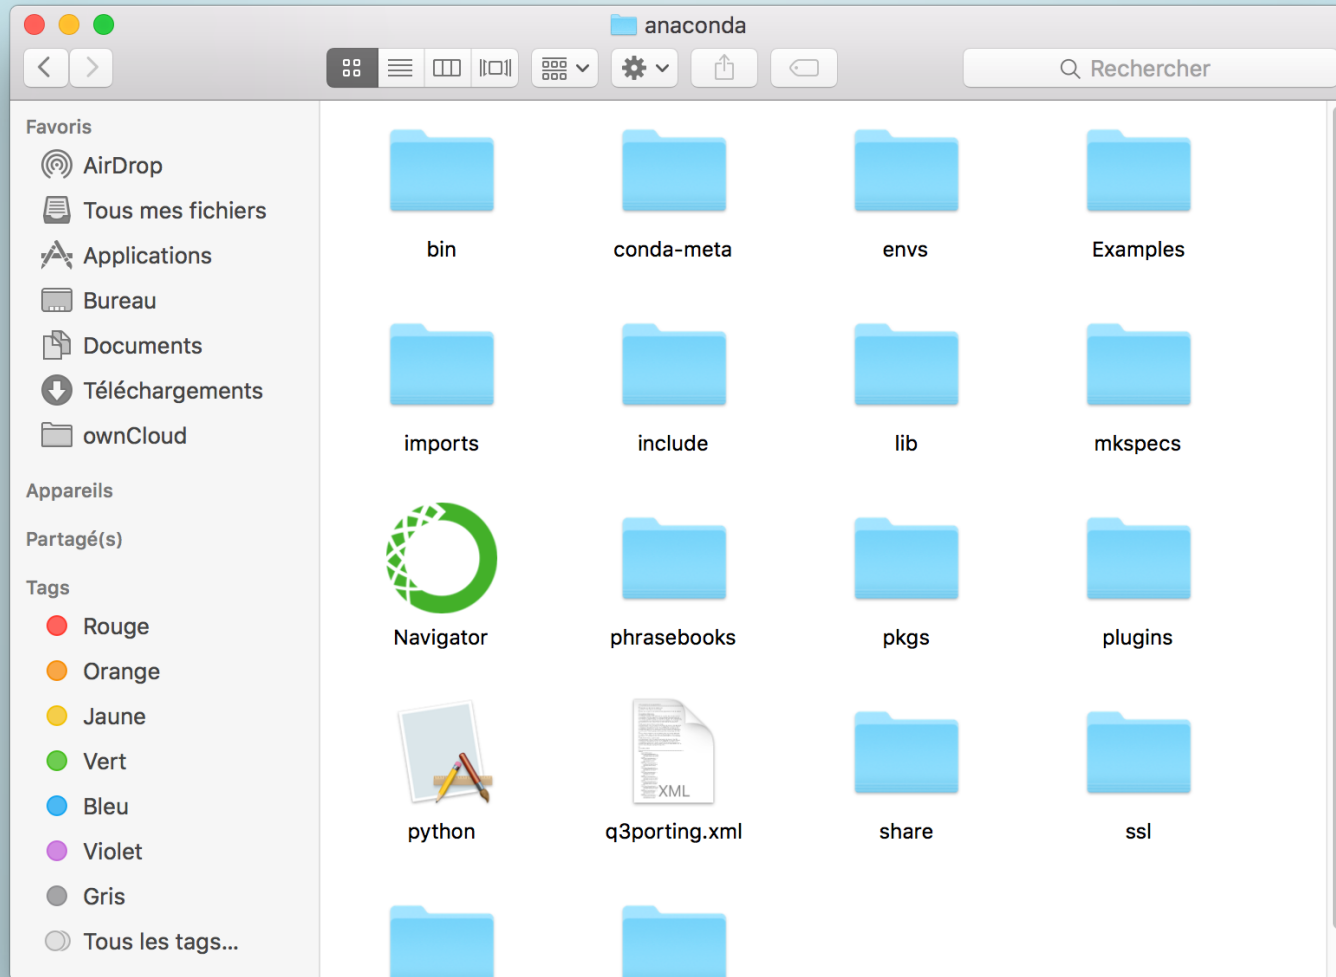 anaconda
Rechercher
Favoris
AirDrop
Tous mes fichiers
Applications
Bureau
Documents
Téléchargements
ownCloud
Appareils
Partagé(s)
Tags
Rouge
Orange
Jaune
Vert
Bleu
Violet
Gris
Tous les tags...
bin conda-meta envs Examples
imports include lib mkspecs
Navigator phrasebooks pkgs plugins
XML
python q3porting.xml share ssl